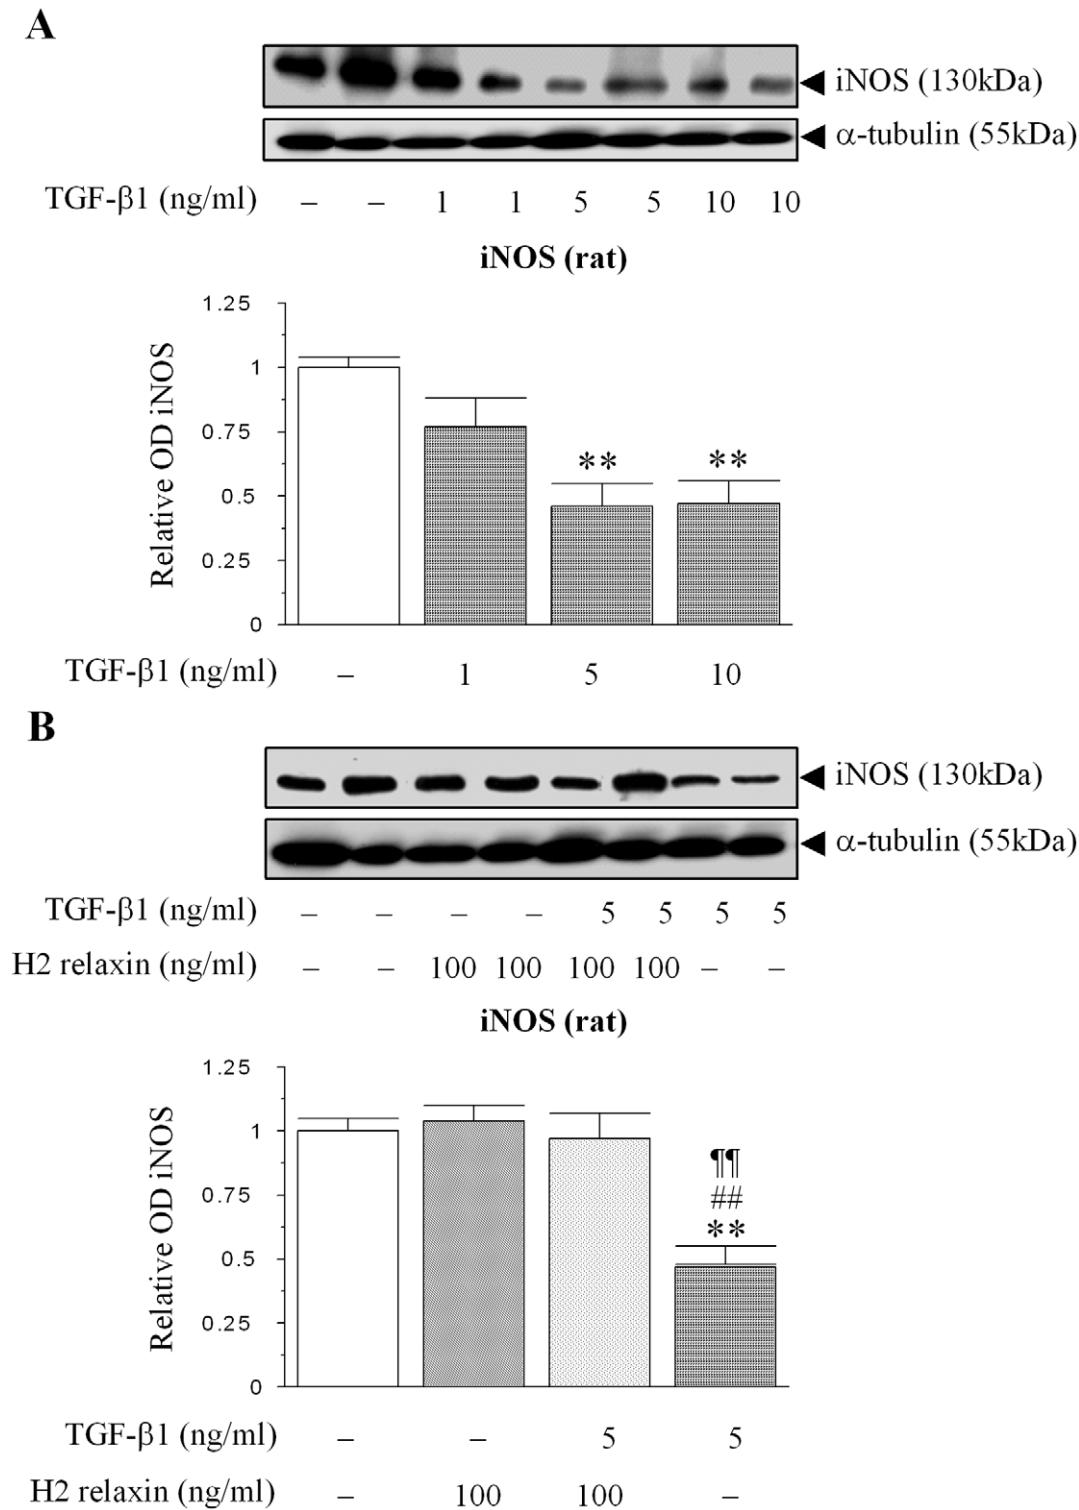 A
iNOS (130kDa)
α-tubulin (55kDa)
TGF-β1 (ng/ml) – – 1 1 5 5 10 10
iNOS (rat)
1.25
1
0.75
0.5
0.25
0
Relative OD iNOS
** **
TGF-β1 (ng/ml) – 1 5 10
B
iNOS (130kDa)
α-tubulin (55kDa)
TGF-β1 (ng/ml) – – – – 5 5 5 5
H2 relaxin (ng/ml) – – 100 100 100 100 – –
iNOS (rat)
1.25
1
0.75
0.5
0.25
0
Relative OD iNOS
¶¶
##
**
TGF-β1 (ng/ml) – – 5 5
H2 relaxin (ng/ml) – 100 100 –